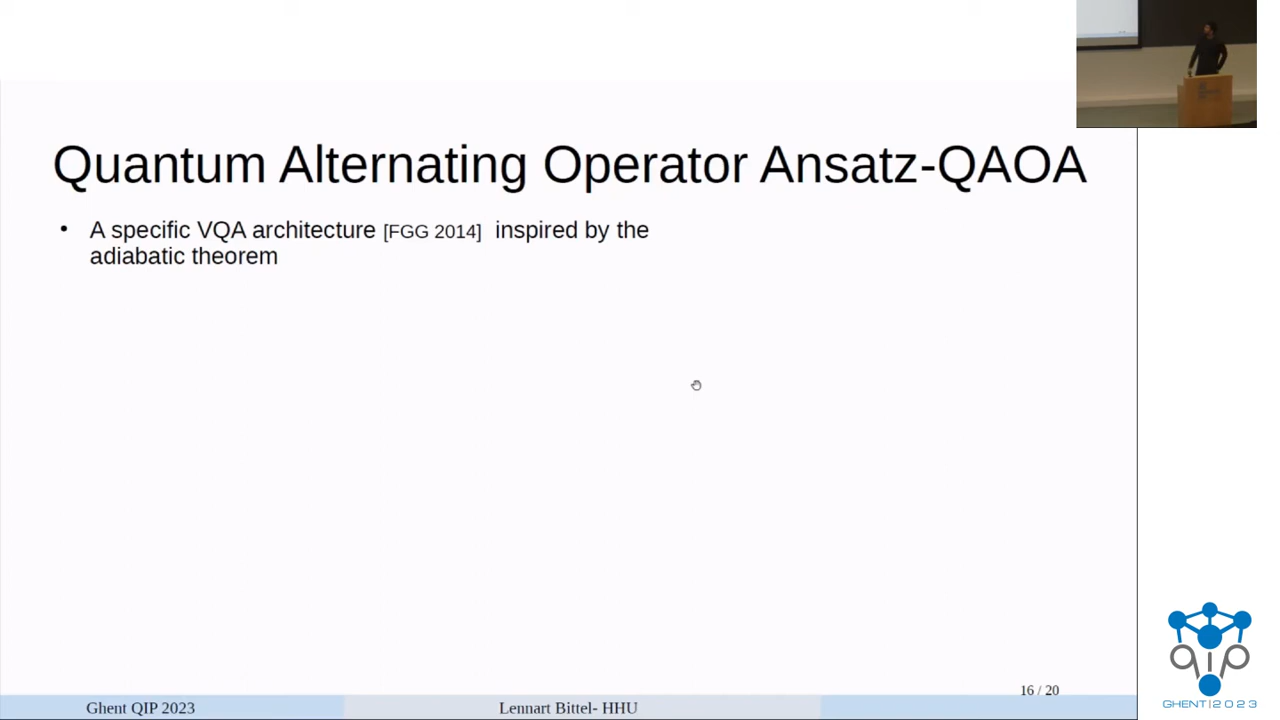 Quantum Alternating Operator Ansatz-QAOA
• A specific VQA architecture [FGG 2014] inspired by the
adiabatic theorem
16 / 20
Ghent QIP 2023
Lennart Bittel- HHU
qip
GHENT|2023